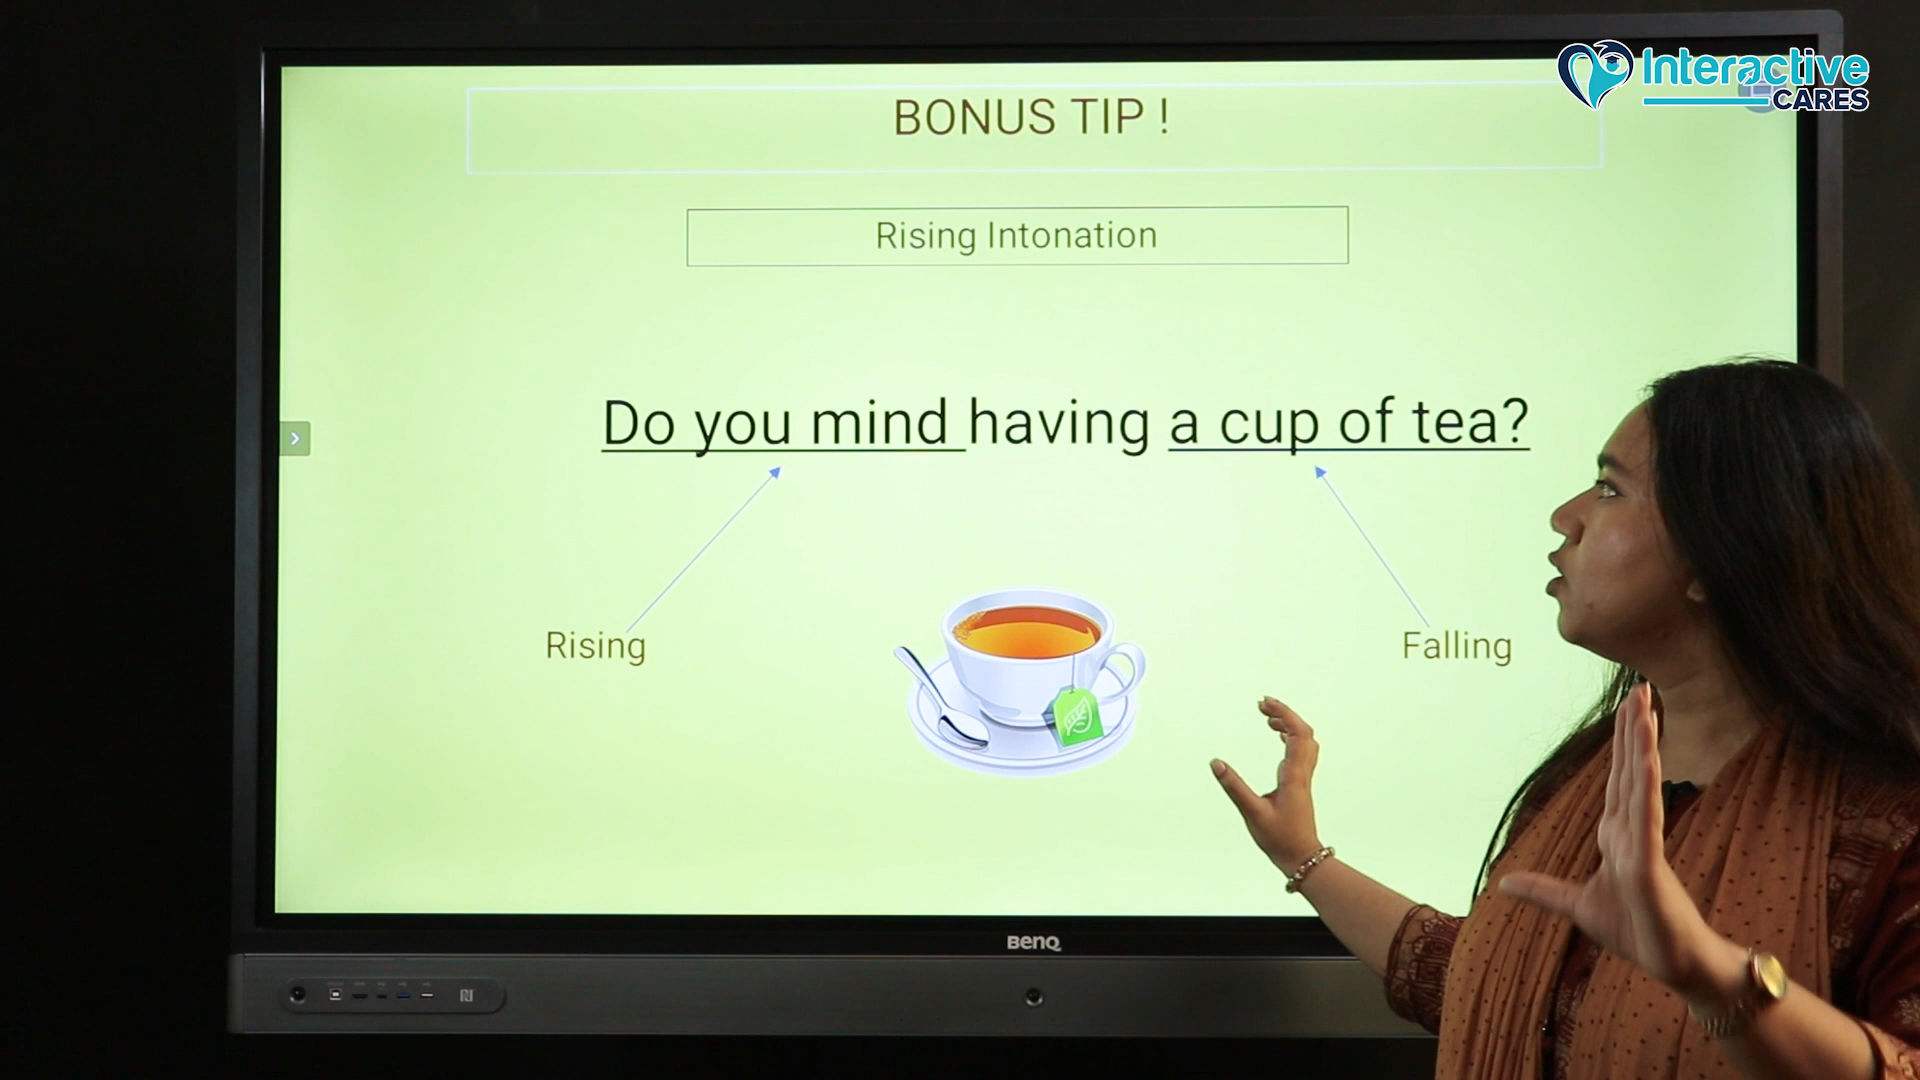 Interactive
CARES
BONUS TIP !
Rising Intonation
Do you mind having a cup of tea?
Rising
Falling
BenQ